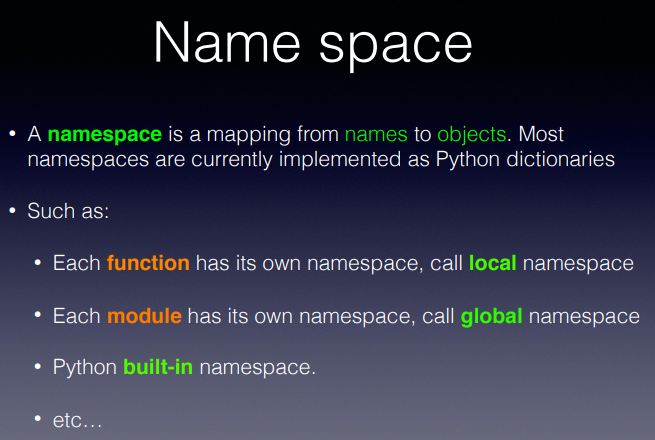 Name space
• A namespace is a mapping from names to objects. Most
namespaces are currently implemented as Python dictionaries
• Such as:
• Each function has its own namespace, call local namespace
• Each module has its own namespace, call global namespace
• Python built-in namespace.
• etc…